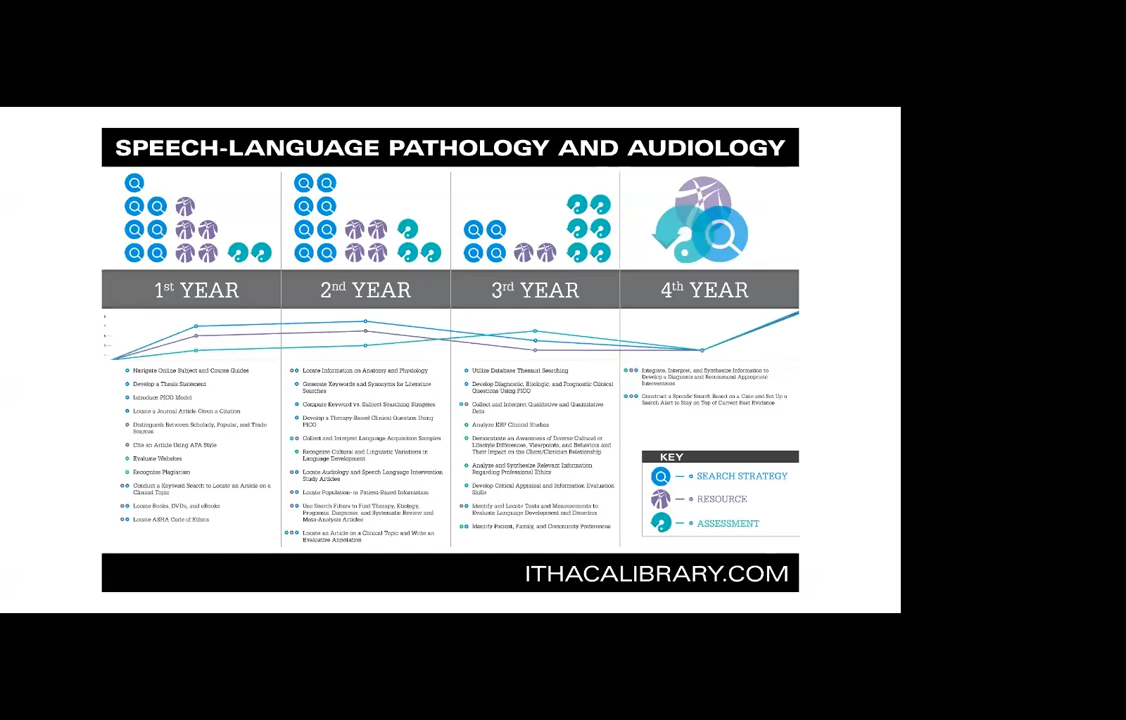 SPEECH-LANGUAGE PATHOLOGY AND AUDIOLOGY
1st YEAR
2nd YEAR
3rd YEAR
4th YEAR
Navigate Online Subject and Course Guides
Develop a Thesis Statement
Introduce PICO Model
Locate a Journal Article Given a Citation
Distinguish Between Scholarly, Popular, and Trade
Sources
Cite an Article Using APA Style
Evaluate Websites
Recognize Plagiarism
Conduct a Keyword Search to Locate an Article on a
Clinical Topic
Locate Books, DVDs, and eBooks
Locate ASHA Code of Ethics
Locate Information on Anatomy and Physiology
Generate Keywords and Synonyms for Literature
Searches
Compare Keyword vs. Subject Searching Strategies
Develop a Therapy-Based Clinical Question Using
PICO
Collect and Interpret Language Acquisition Samples
Recognize Cultural and Linguistic Variations in
Language Development
Locate Audiology and Speech Language Intervention
Study Articles
Locate Population- or Patient-Based Information
Use Search Filters to Find Therapy, Etiology,
Prognosis, Diagnosis, and Systematic Review and
Meta-Analysis Articles
Locate an Article on a Clinical Topic and Write an
Evaluative Annotation
Utilize Database Thesauri Searching
Develop Diagnostic, Etiologic, and Prognostic Clinical
Questions Using PICO
Collect and Interpret Qualitative and Quantitative
Data
Analyze EBP Clinical Studies
Demonstrate an Awareness of Diverse Cultural or
Lifestyle Differences, Viewpoints, and Behaviors and
Their Impact on the Client/Clinician Relationship
Analyze and Synthesize Relevant Information
Regarding Professional Ethics
Develop Critical Appraisal and Information Evaluation
Skills
Identify and Locate Tests and Measurements to
Evaluate Language Development and Disorders
Identify Patient, Family, and Community Preferences
Integrate, Interpret, and Synthesize Information to
Develop a Diagnosis and Recommend Appropriate
Interventions
Construct a Specific Search Based on a Case and Set Up a
Search Alert to Stay on Top of Current Best Evidence
KEY
SEARCH STRATEGY
RESOURCE
ASSESSMENT
ITHACALIBRARY.COM